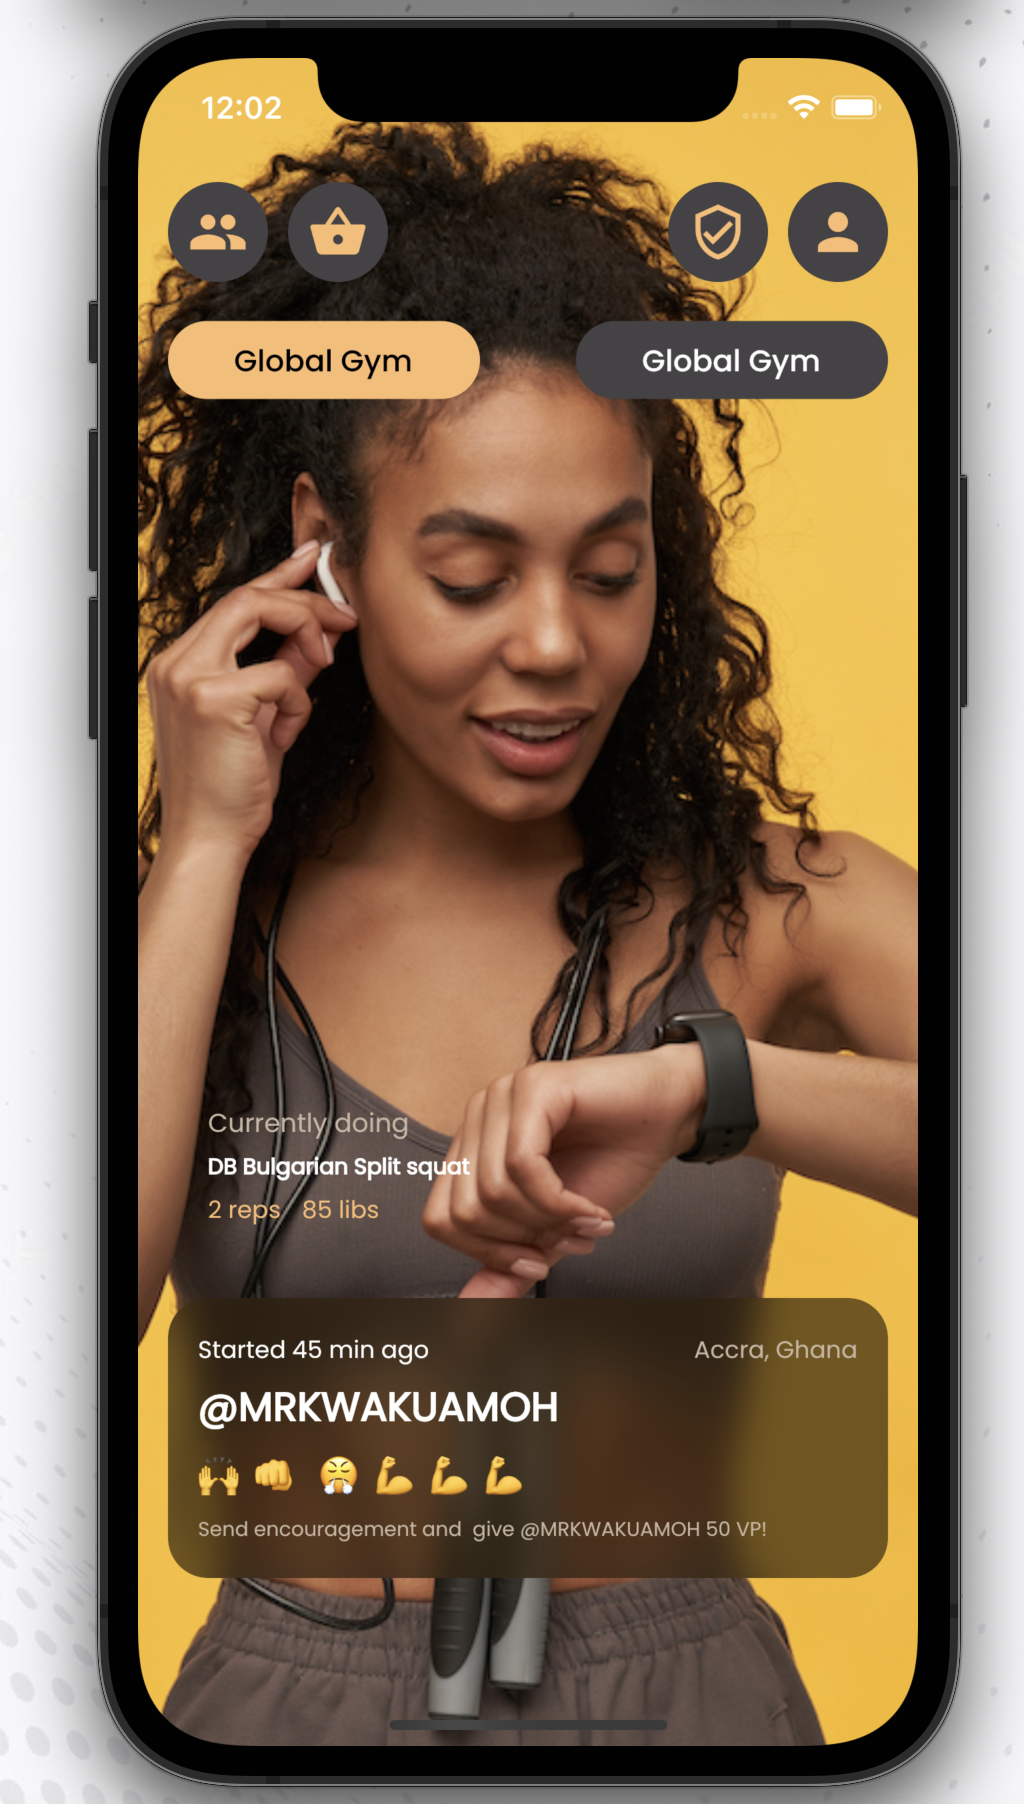 12:02
Global Gym
Global Gym
Currently doing
DB Bulgarian Split squat
2 reps 85 libs
Started 45 min ago
Accra, Ghana
@MRKWAKUAMOH
🙌 👊 😤 💪 💪 💪
Send encouragement and give @MRKWAKUAMOH 50 VP!